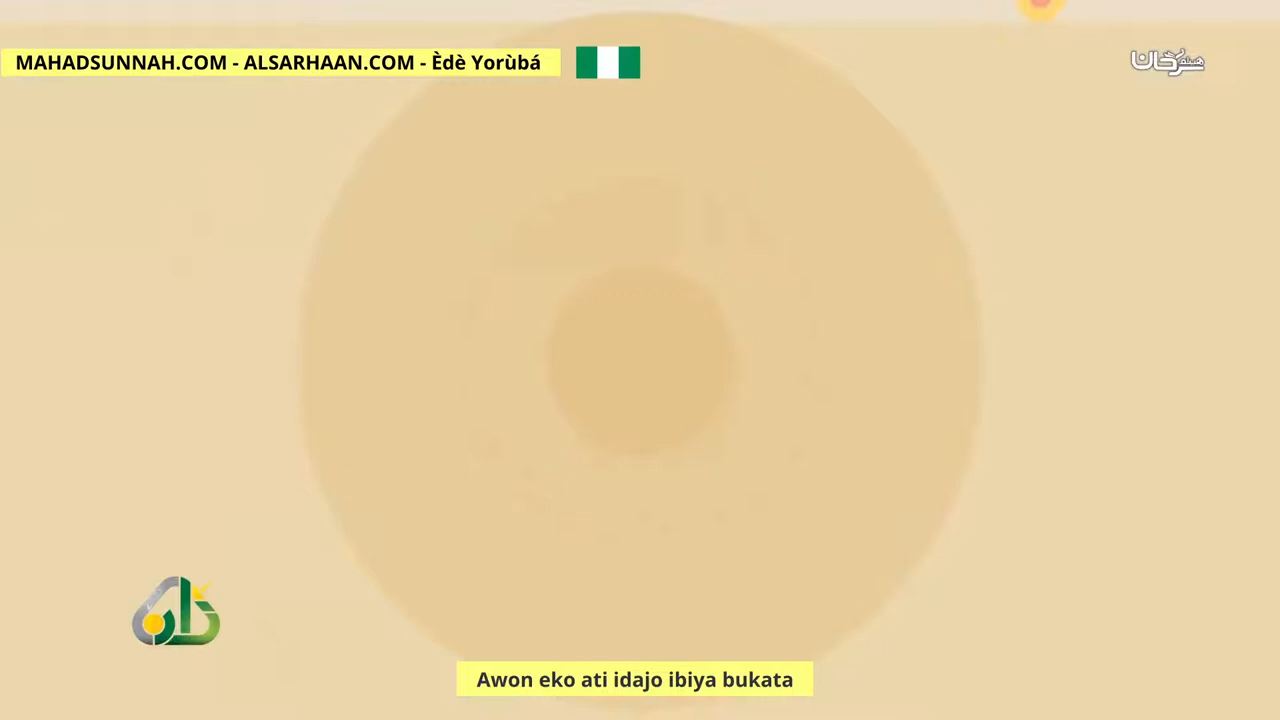 MAHADSUNNAH.COM - ALSARHAAN.COM - Èdè Yorùbá
Awon eko ati idajo ibiya bukata